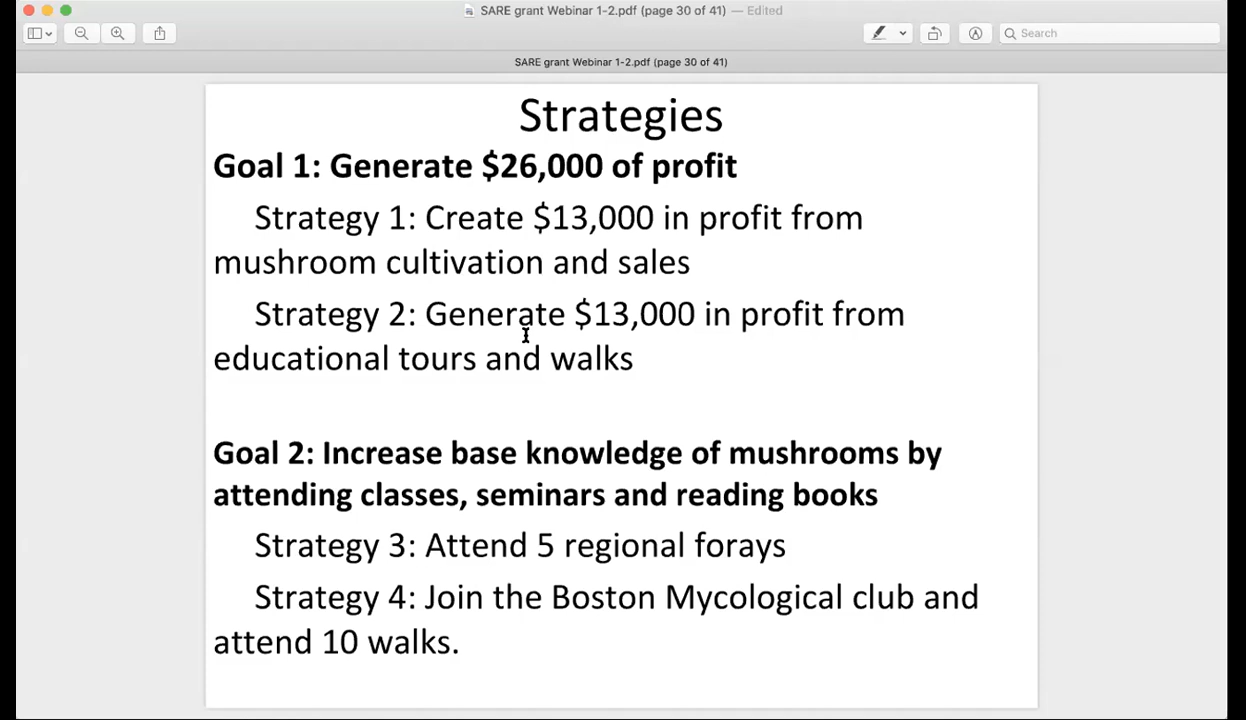 SARE grant Webinar 1-2.pdf (page 30 of 41) — Edited
Search
SARE grant Webinar 1-2.pdf (page 30 of 41)
Strategies
Goal 1: Generate $26,000 of profit
Strategy 1: Create $13,000 in profit from
mushroom cultivation and sales
Strategy 2: Generate $13,000 in profit from
educational tours and walks
Goal 2: Increase base knowledge of mushrooms by
attending classes, seminars and reading books
Strategy 3: Attend 5 regional forays
Strategy 4: Join the Boston Mycological club and
attend 10 walks.